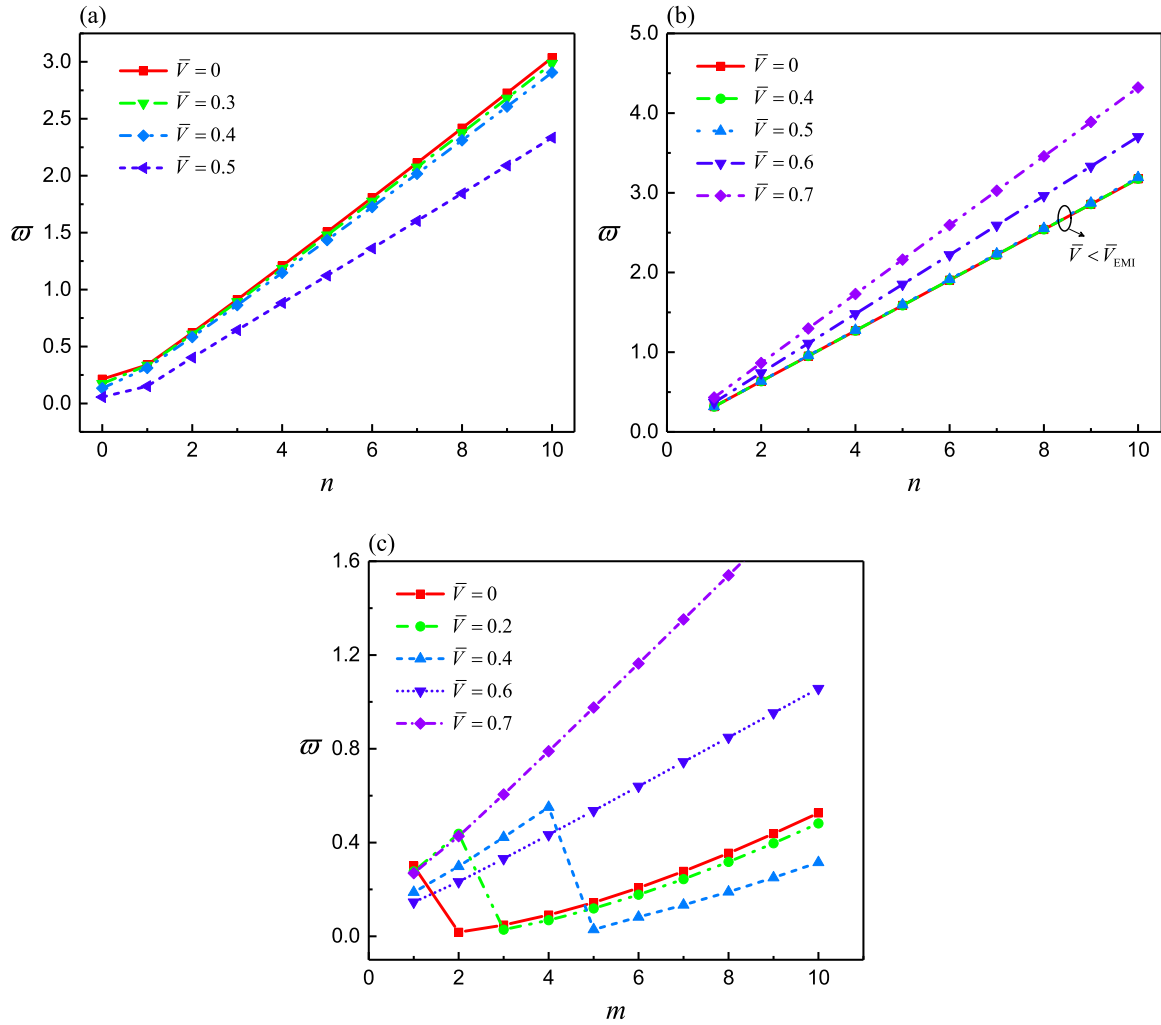 (a)
3.0
2.5
2.0
1.5
1.0
0.5
0.0
ϖ
V̄ = 0
V̄ = 0.3
V̄ = 0.4
V̄ = 0.5
0 2 4 6 8 10
n
(b)
5.0
4.0
3.0
2.0
1.0
0.0
ϖ
V̄ = 0
V̄ = 0.4
V̄ = 0.5
V̄ = 0.6
V̄ = 0.7
V̄ < V̄EMI
0 2 4 6 8 10
n
(c)
1.6
1.2
0.8
0.4
0.0
ϖ
V̄ = 0
V̄ = 0.2
V̄ = 0.4
V̄ = 0.6
V̄ = 0.7
0 2 4 6 8 10
m